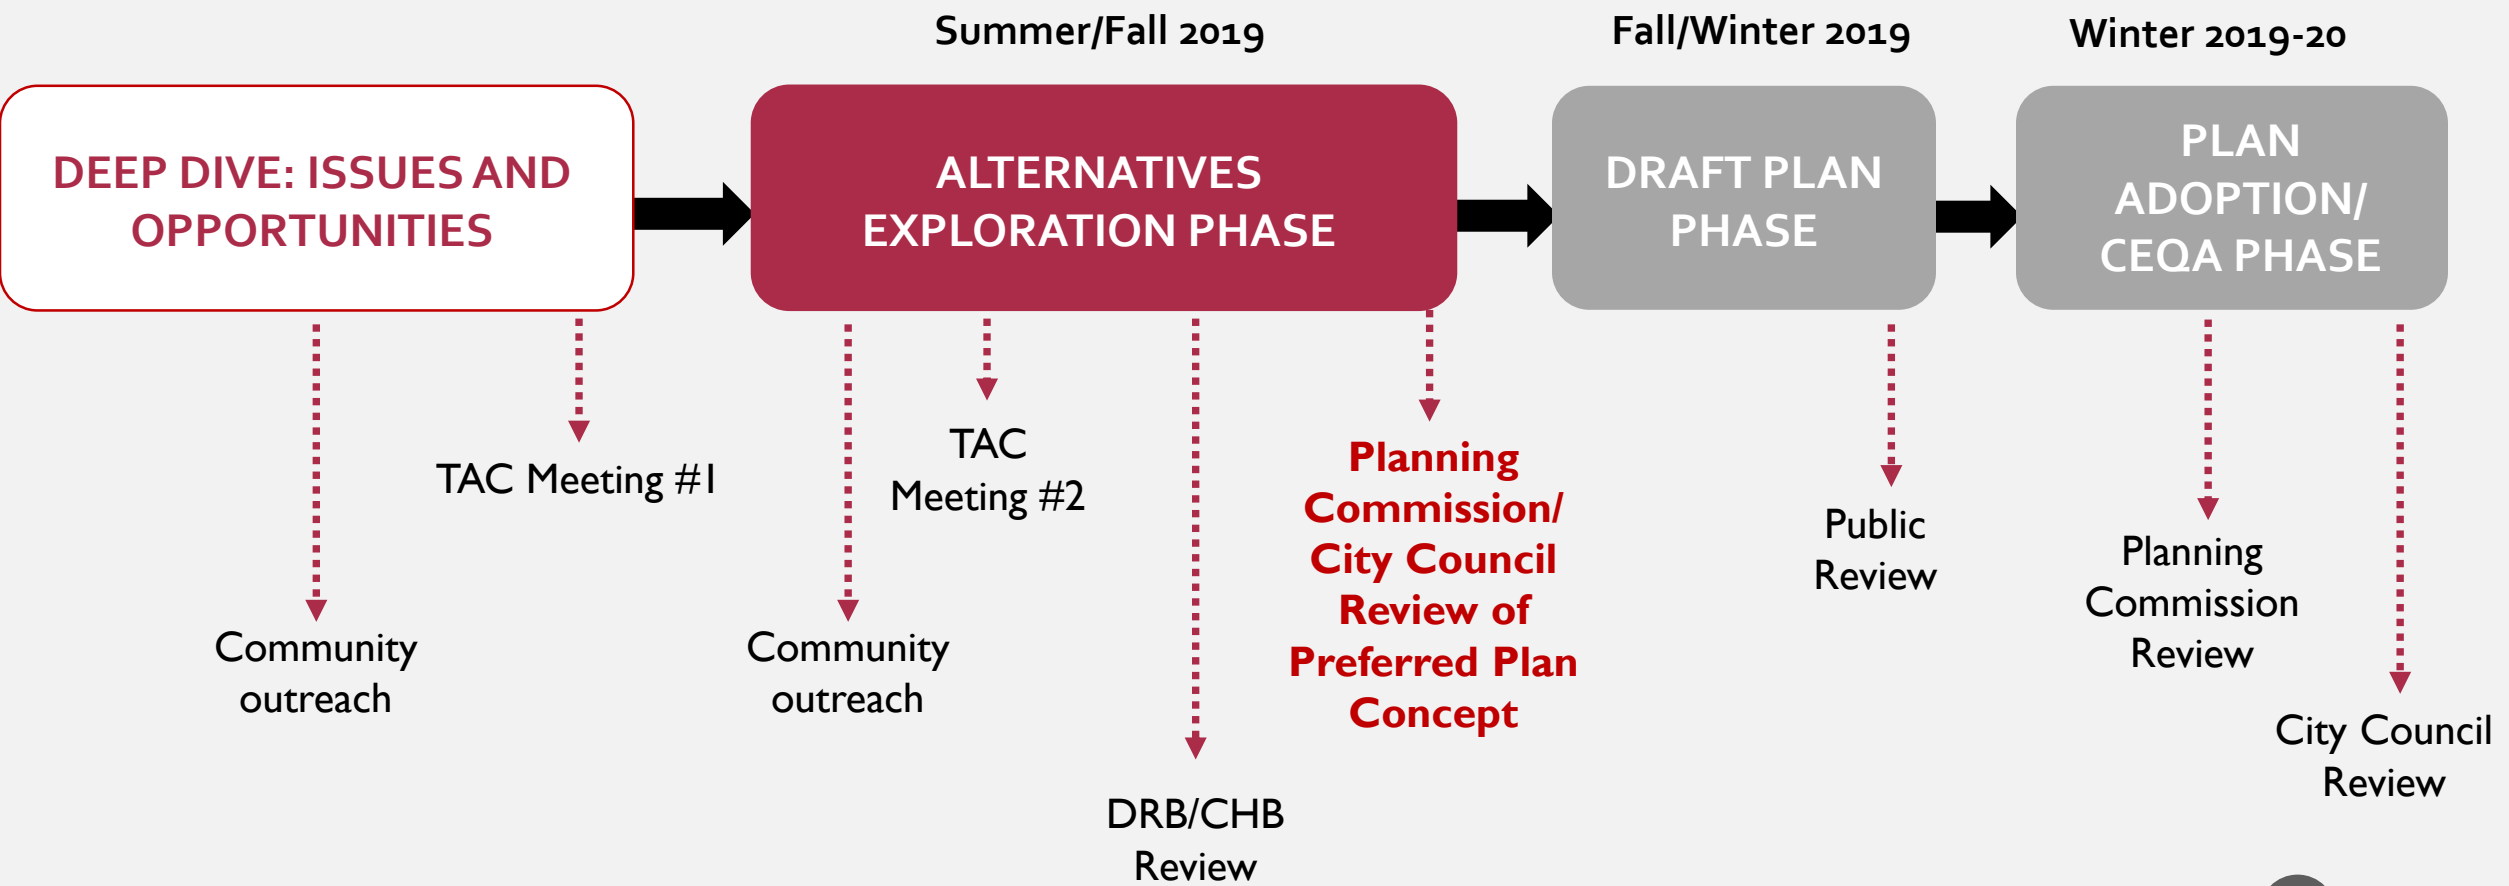 Summer/Fall 2019
Fall/Winter 2019
Winter 2019-20
DEEP DIVE: ISSUES AND
OPPORTUNITIES
ALTERNATIVES
EXPLORATION PHASE
DRAFT PLAN
PHASE
PLAN
ADOPTION/
CEQA PHASE
Community
outreach
TAC Meeting #1
Community
outreach
TAC
Meeting #2
DRB/CHB
Review
Planning
Commission/
City Council
Review of
Preferred Plan
Concept
Public
Review
Planning
Commission
Review
City Council
Review